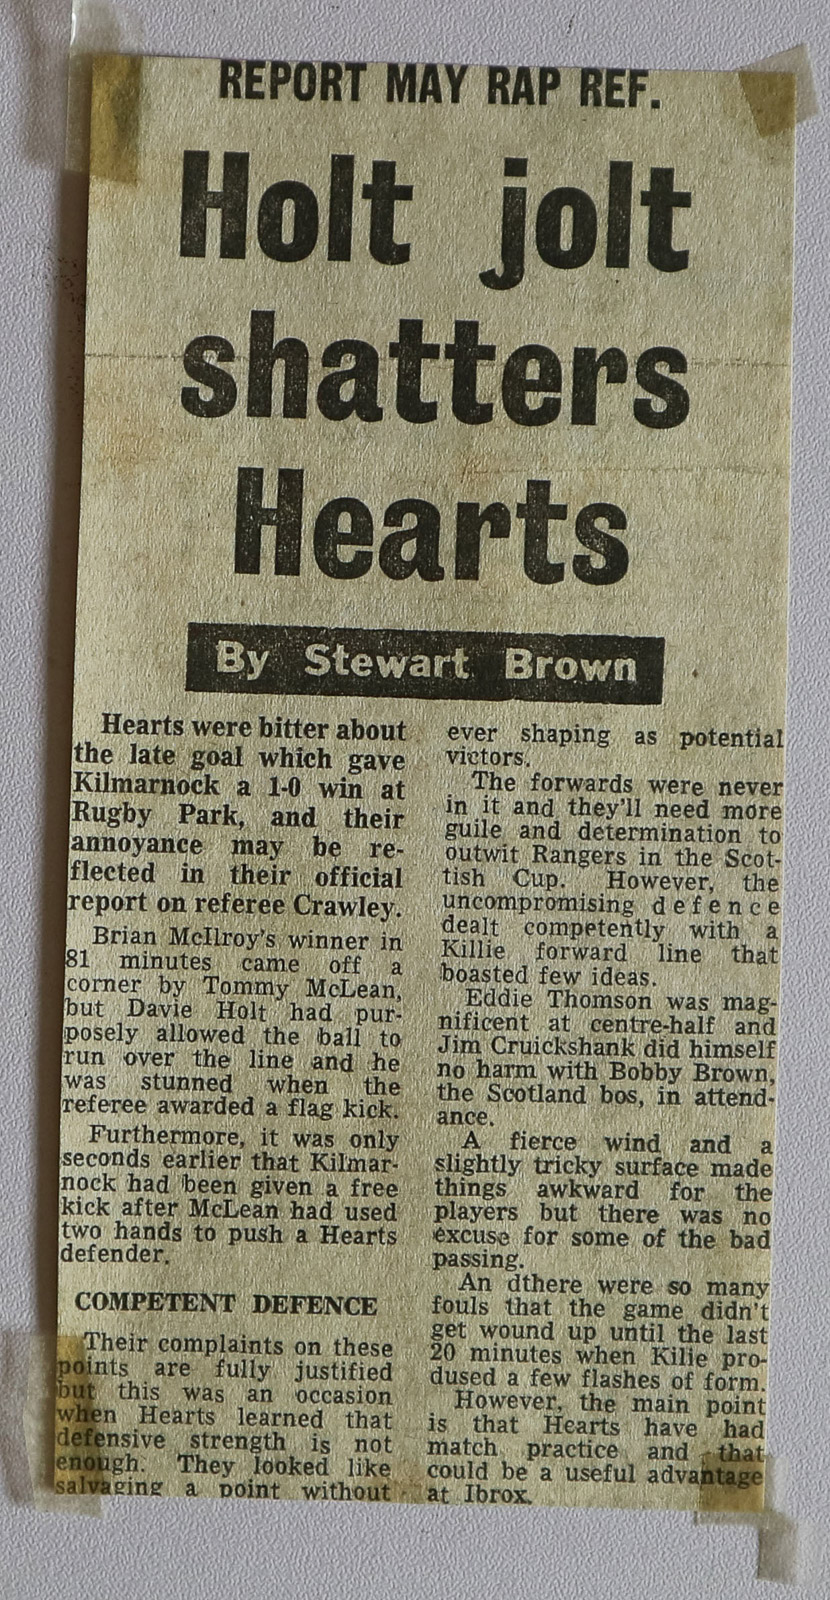 REPORT MAY RAP REF.
Holt jolt
shatters
Hearts
By Stewart Brown
Hearts were bitter about
the late goal which gave
Kilmarnock a 1-0 win at
Rugby Park, and their
annoyance may be re-
flected in their official
report on referee Crawley.
Brian McIlroy's winner in
81 minutes came off a
corner by Tommy McLean,
but Davie Holt had pur-
posely allowed the ball to
run over the line and he
was stunned when the
referee awarded a flag kick.
Furthermore, it was only
seconds earlier that Kilmar-
nock had been given a free
kick after McLean had used
two hands to push a Hearts
defender.
COMPETENT DEFENCE
Their complaints on these
points are fully justified
but this was an occasion
when Hearts learned that
defensive strength is not
enough. They looked like
salvaging a point without
ever shaping as potential
victors.
The forwards were never
in it and they'll need more
guile and determination to
outwit Rangers in the Scot-
tish Cup. However, the
uncompromising defence
dealt competently with a
Killie forward line that
boasted few ideas.
Eddie Thomson was mag-
nificent at centre-half and
Jim Cruickshank did himself
no harm with Bobby Brown,
the Scotland bos, in attend-
ance.
A fierce wind and a
slightly tricky surface made
things awkward for the
players but there was no
excuse for some of the bad
passing.
An dthere were so many
fouls that the game didn't
get wound up until the last
20 minutes when Kilie pro-
dused a few flashes of form.
However, the main point
is that Hearts have had
match practice and that
could be a useful advantage
at Ibrox.